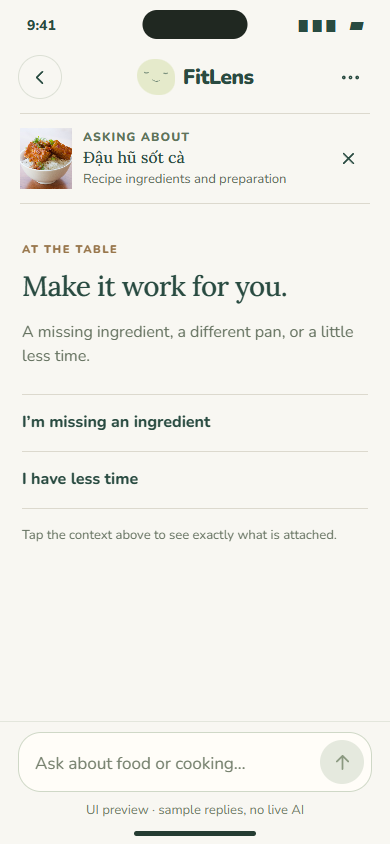 9:41
FitLens
ASKING ABOUT
Đậu hũ sốt cà
Recipe ingredients and preparation
AT THE TABLE
Make it work for you.
A missing ingredient, a different pan, or a little
less time.
I’m missing an ingredient
I have less time
Tap the context above to see exactly what is attached.
Ask about food or cooking…
UI preview · sample replies, no live AI